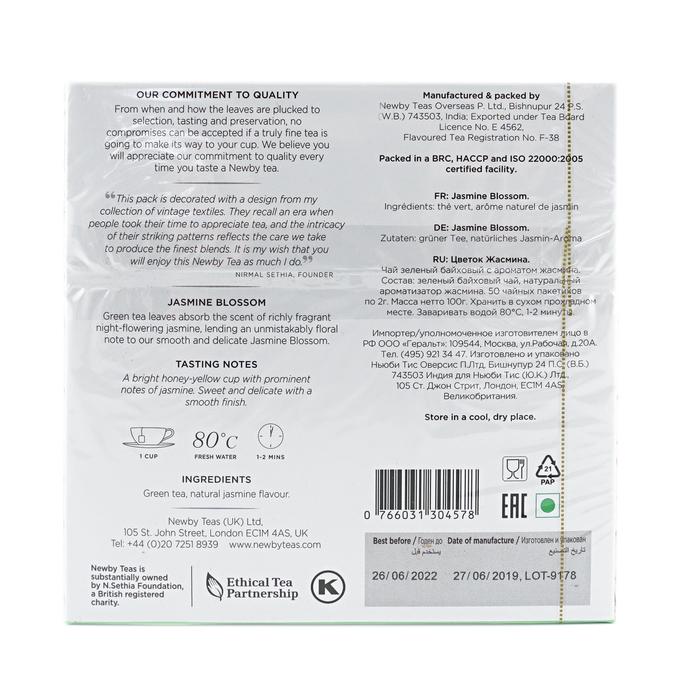 OUR COMMITMENT TO QUALITY
From when and how the leaves are plucked to
selection, tasting and preservation, no
compromises can be accepted if a truly fine tea is
going to make its way to your cup. We believe you
will appreciate our commitment to quality every
time you taste a Newby tea.
“This pack is decorated with a design from my
collection of vintage textiles. They recall an era when
people took their time to appreciate tea, and the intricacy
of their striking patterns reflects the care we take
to produce the finest blends. It is my wish that you
will enjoy this Newby Tea as much I do.”
NIRMAL SETHIA, FOUNDER
JASMINE BLOSSOM
Green tea leaves absorb the scent of richly fragrant
night-flowering jasmine, lending an unmistakably floral
note to our smooth and delicate Jasmine Blossom.
TASTING NOTES
A bright honey-yellow cup with prominent
notes of jasmine. Sweet and delicate with a
smooth finish.
80°C
1 CUP FRESH WATER 1-2 MINS
INGREDIENTS
Green tea, natural jasmine flavour.
Newby Teas (UK) Ltd,
105 St. John Street, London EC1M 4AS, UK
Tel: +44 (0)20 7251 8939 www.newbyteas.com
Newby Teas is
substantially owned
by N.Sethia Foundation,
a British registered
charity.
Ethical Tea
Partnership
K
Manufactured & packed by
Newby Teas Overseas P. Ltd., Bishnupur 24 P.S.
(W.B.) 743503, India; Exported under Tea Board
Licence No. E 4562,
Flavoured Tea Registration No. F-38
Packed in a BRC, HACCP and ISO 22000:2005
certified facility.
FR: Jasmine Blossom.
Ingrédients: thé vert, arôme naturel de jasmin
DE: Jasmine Blossom.
Zutaten: grüner Tee, natürliches Jasmin-Aroma
RU: Цветок Жасмина.
Чай зеленый байховый с ароматом жасмина.
Состав: зеленый байховый чай, натуральный
ароматизатор жасмина. 50 чайных пакетиков
по 2г. Масса нетто 100г. Хранить в сухом прохладном
месте. Заваривать водой 80°C, 1-2 минуты.
Импортер/уполномоченное изготовителем лицо в
РФ ООО «Геральт»: 109544, Москва, ул.Рабочая, д.20А.
Тел. (495) 921 34 47. Изготовлено и упаковано
Ньюби Тис Оверсис П.Лтд, Бишнупур 24 П.С. (В.Б.)
743503 Индия для Ньюби Тис (Ю.К.) Лтд.,
105 Ст. Джон Стрит, Лондон, EC1M 4AS,
Великобритания.
Store in a cool, dry place.
21
PAP
EAC
0 766031 304578
Best before / Годен до Date of manufacture / Изготовлен и упакован
يستخدم قبل تاريخ التصنيع
26/06/2022 27/06/2019, LOT-9178